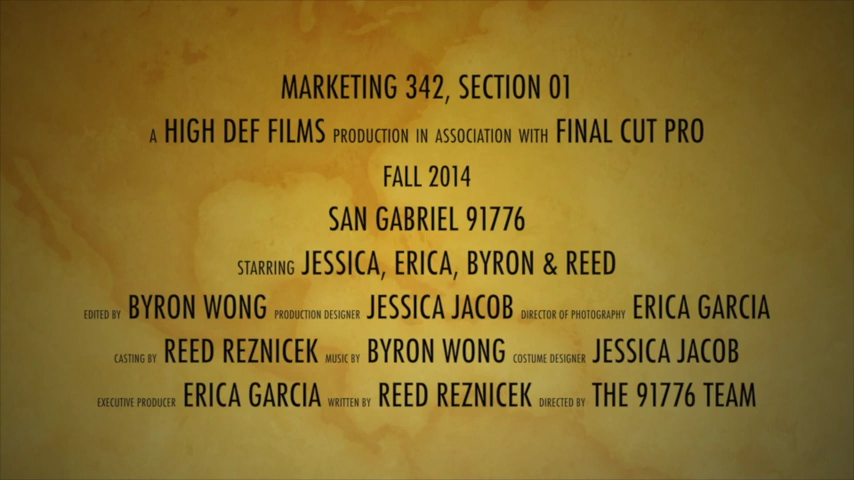 MARKETING 342, SECTION 01
A HIGH DEF FILMS PRODUCTION IN ASSOCIATION WITH FINAL CUT PRO
FALL 2014
SAN GABRIEL 91776
STARRING JESSICA, ERICA, BYRON & REED
EDITED BY BYRON WONG PRODUCTION DESIGNER JESSICA JACOB DIRECTOR OF PHOTOGRAPHY ERICA GARCIA
CASTING BY REED REZNICEK MUSIC BY BYRON WONG COSTUME DESIGNER JESSICA JACOB
EXECUTIVE PRODUCER ERICA GARCIA WRITTEN BY REED REZNICEK DIRECTED BY THE 91776 TEAM